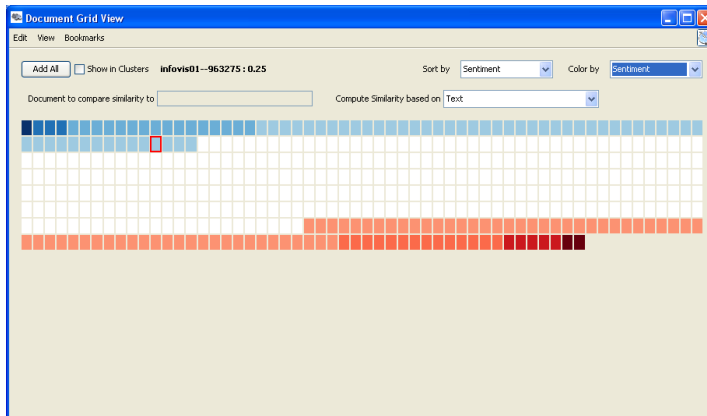 Document Grid View
Edit View Bookmarks
Add All Show in Clusters infovis01--963275 : 0.25 Sort by Sentiment Color by Sentiment
Document to compare similarity to Compute Similarity based on Text